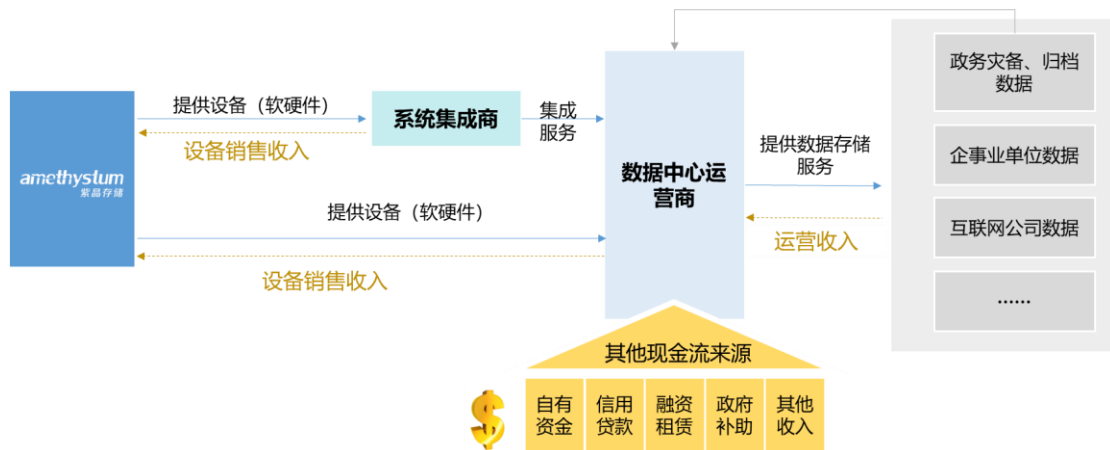 amethystum
紫晶存储
提供设备（软硬件）
设备销售收入
系统集成商
集成
服务
提供设备（软硬件）
设备销售收入
数据中心运
营商
提供数据存储
服务
运营收入
政务灾备、归档
数据
企事业单位数据
互联网公司数据
......
其他现金流来源
$
自有
资金
信用
贷款
融资
租赁
政府
补助
其他
收入